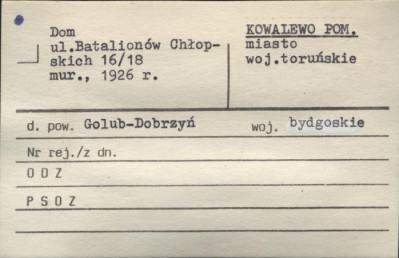 Dom
ul.Batalionów Chłop-
skich 16/18
mur., 1926 r.
KOWALEWO POM.
miasto
woj.toruńskie
d. pow. Golub-Dobrzyń woj. bydgoskie
Nr rej./z dn.
O D Z
P S O Z